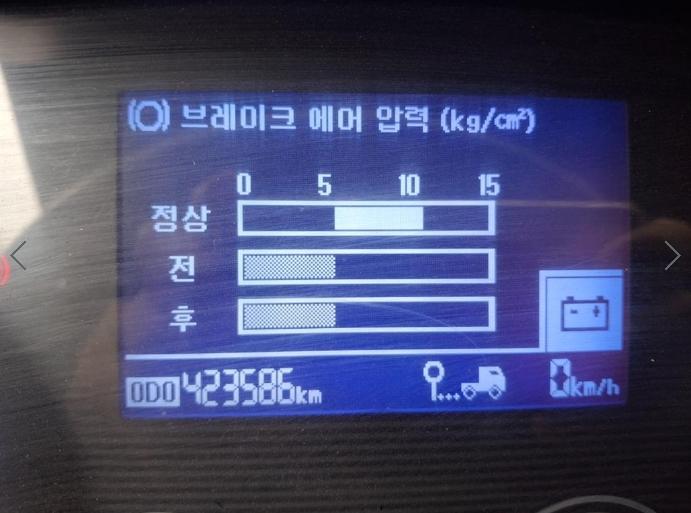 (O) 브레이크 에어 압력 (kg/cm²)
0 5 10 15
정상
전
후
ODO 423586km
0km/h